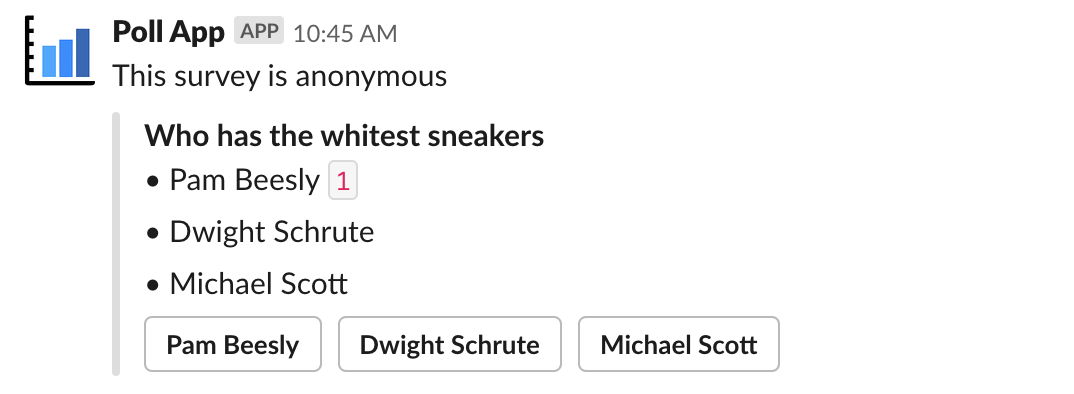 Poll App APP 10:45 AM
This survey is anonymous
Who has the whitest sneakers
• Pam Beesly 1
• Dwight Schrute
• Michael Scott
Pam Beesly Dwight Schrute Michael Scott